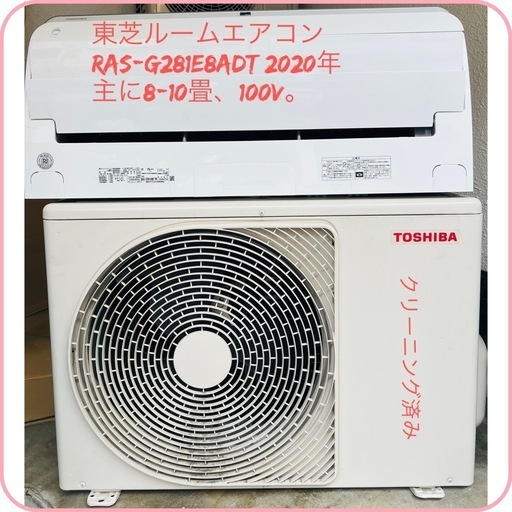 東芝ルームエアコン
RAS-G281E8ADT 2020年
主に8-10畳、100V。
TOSHIBA
クリーニング済み